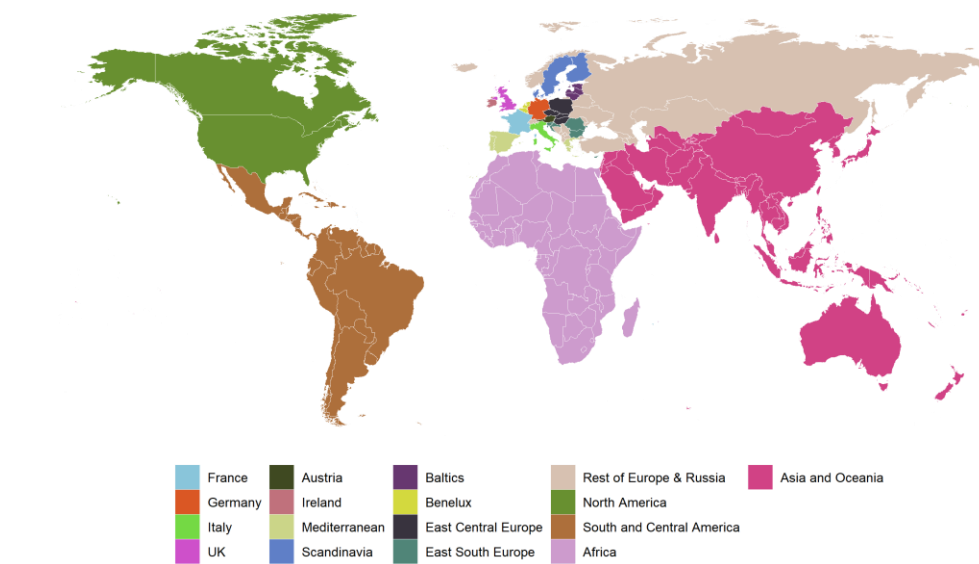 France
Germany
Italy
UK
Austria
Ireland
Mediterranean
Scandinavia
Baltics
Benelux
East Central Europe
East South Europe
Rest of Europe & Russia
North America
South and Central America
Africa
Asia and Oceania